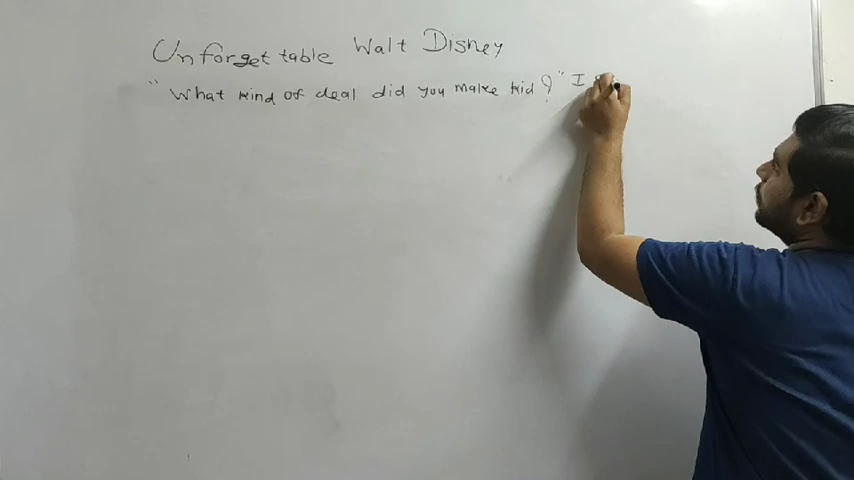 Unforgettable Walt Disney
"What kind of deal did you make kid?" I